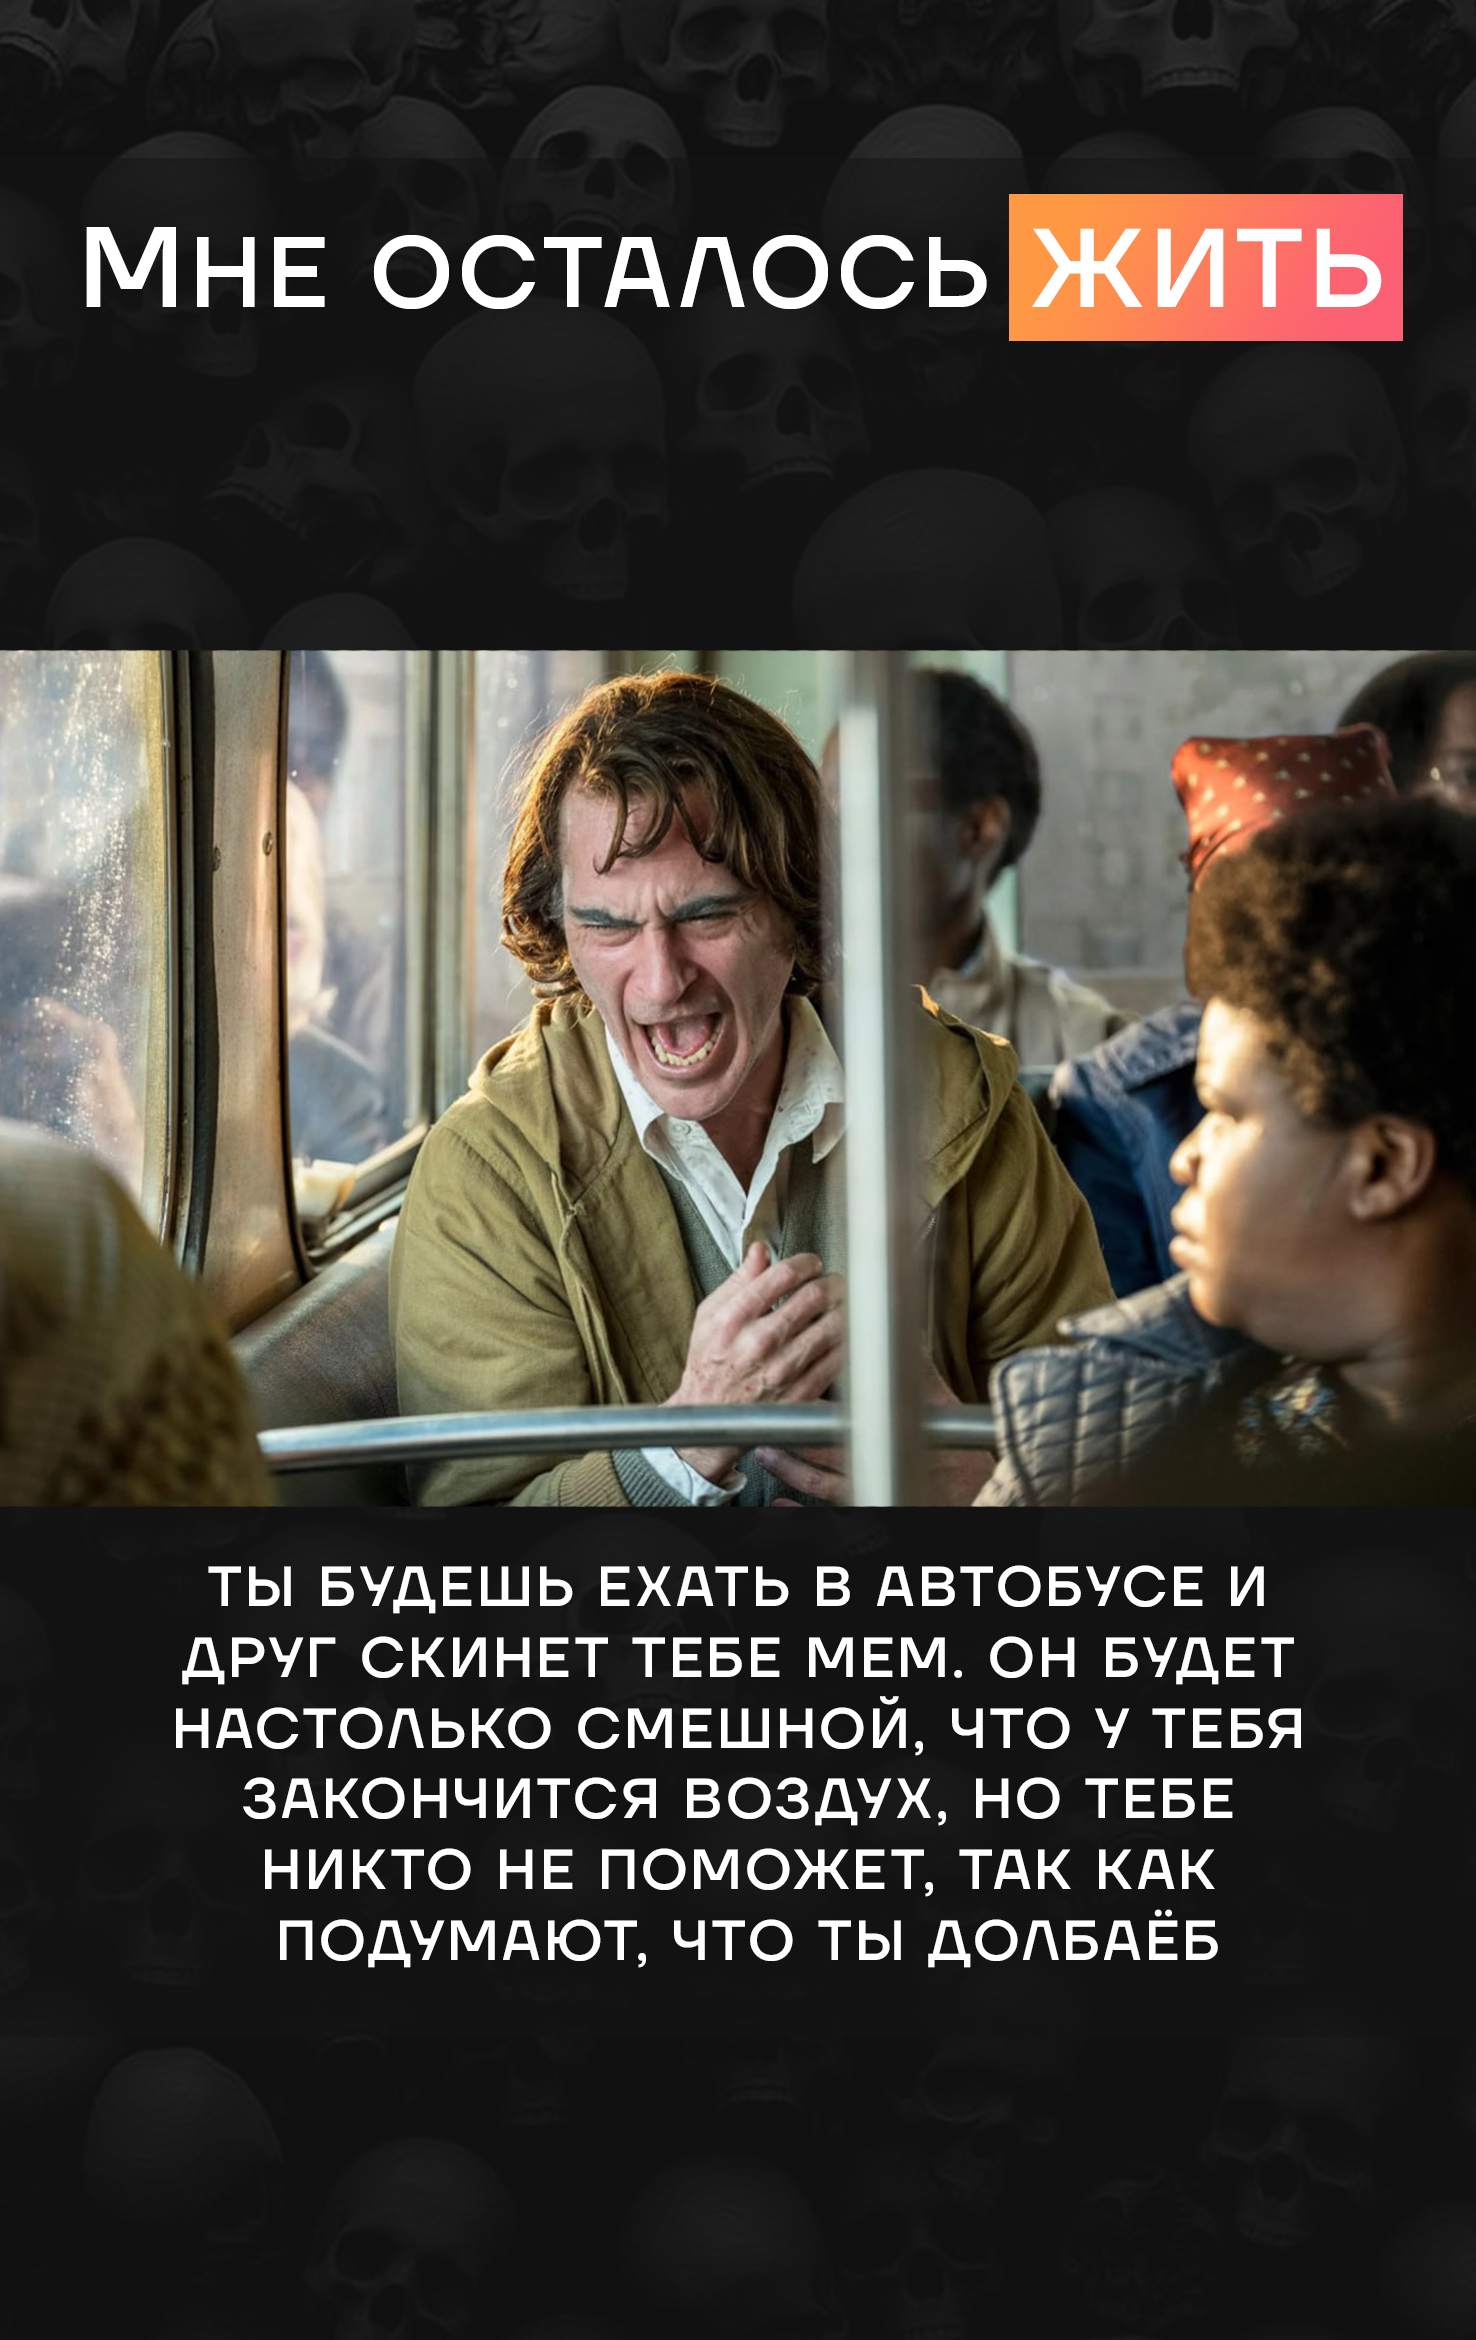 Мне осталось жить
ТЫ БУДЕШЬ ЕХАТЬ В АВТОБУСЕ И
ДРУГ СКИНЕТ ТЕБЕ МЕМ. ОН БУДЕТ
НАСТОЛЬКО СМЕШНОЙ, ЧТО У ТЕБЯ
ЗАКОНЧИТСЯ ВОЗДУХ, НО ТЕБЕ
НИКТО НЕ ПОМОЖЕТ, ТАК КАК
ПОДУМАЮТ, ЧТО ТЫ ДОЛБАЁБ